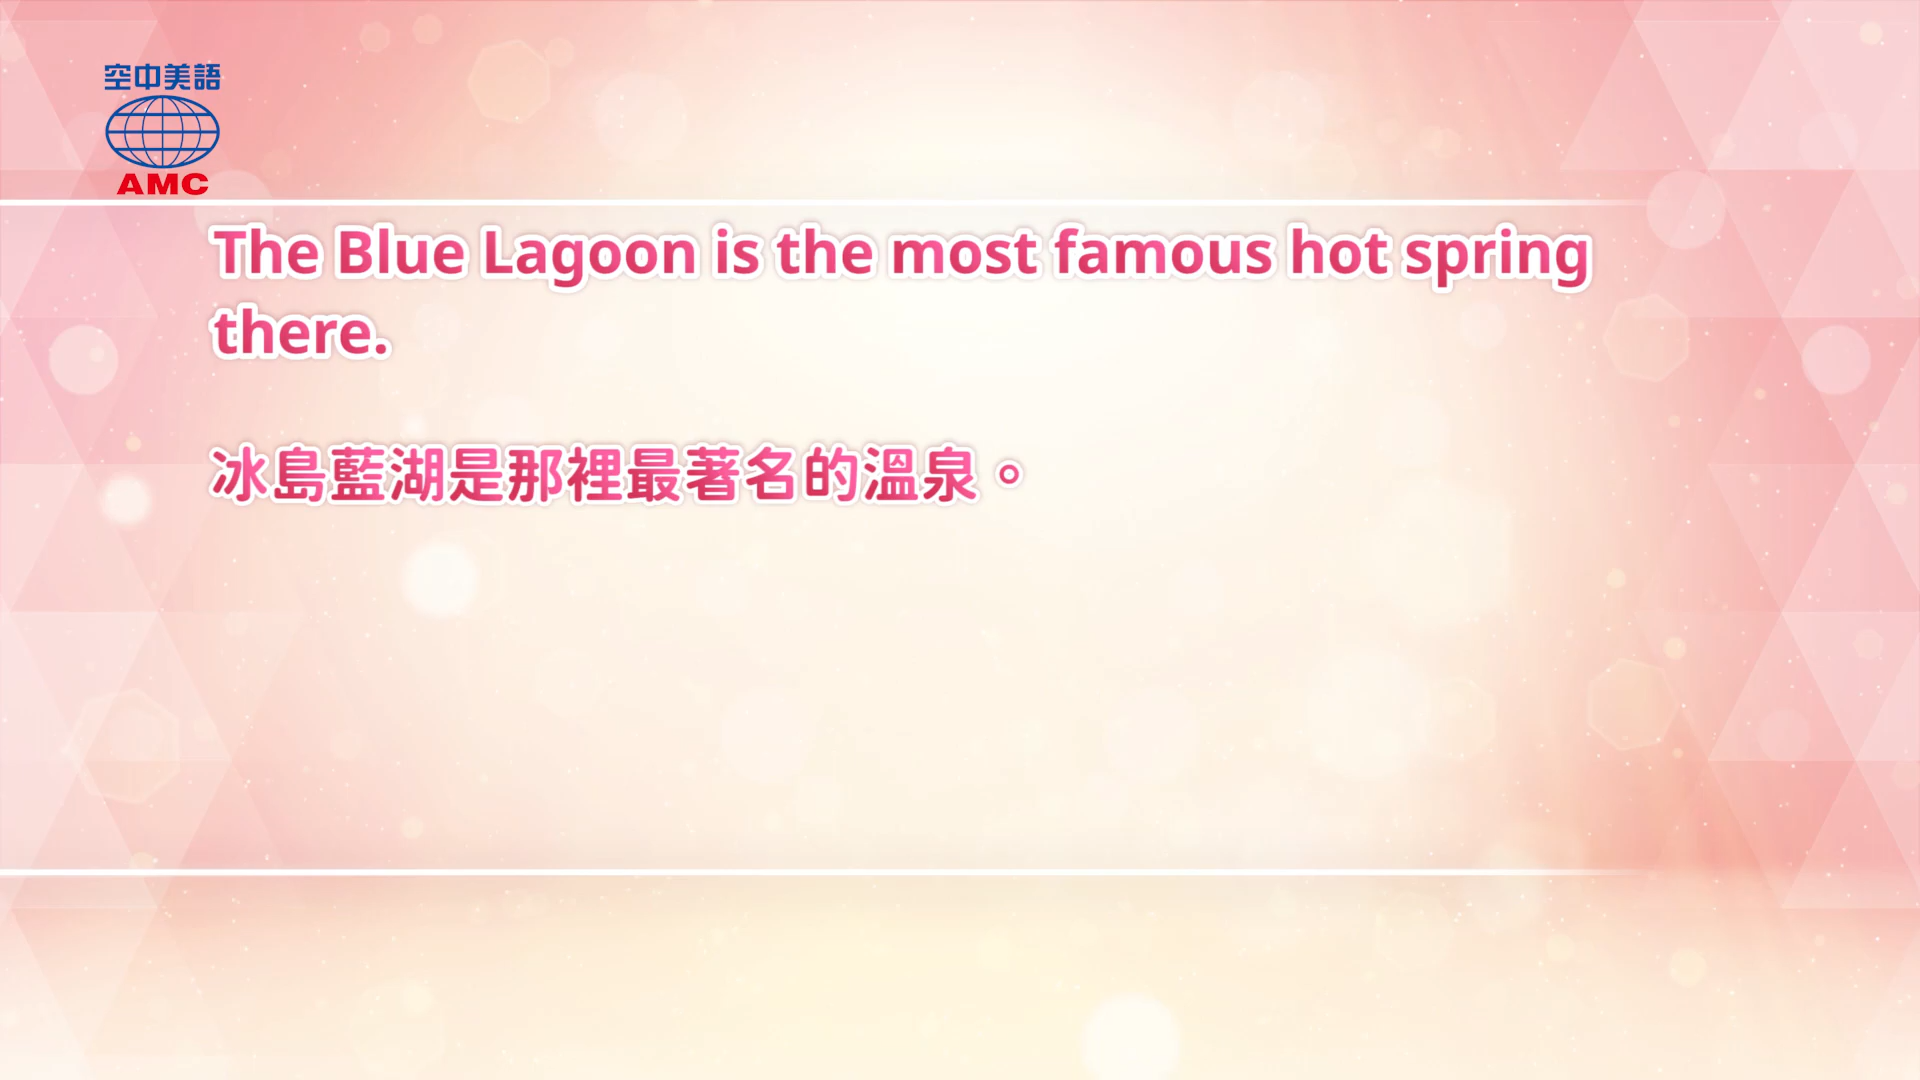 空中美語
AMC
The Blue Lagoon is the most famous hot spring
there.
冰島藍湖是那裡最著名的溫泉。